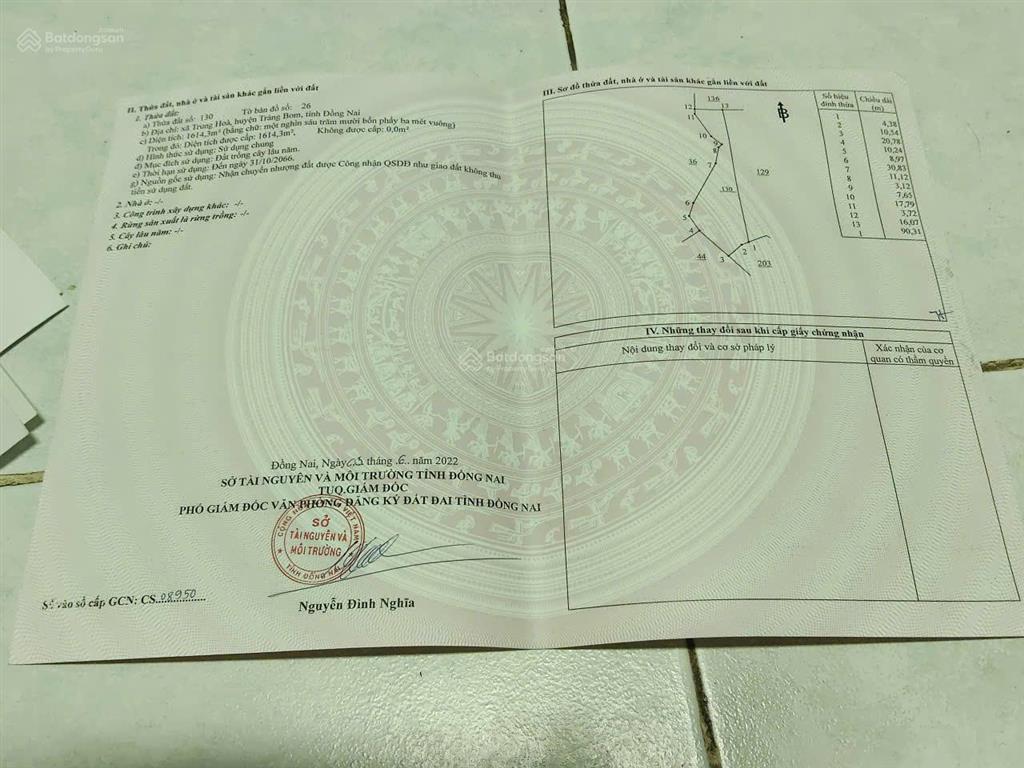 Batdongsan
by PropertyGuru
II. Thửa đất, nhà ở và tài sản khác gắn liền với đất
1. Thửa đất:
a) Thửa đất số: 130 Tờ bản đồ số: 26
b) Địa chỉ: xã Trung Hoà, huyện Trảng Bom, tỉnh Đồng Nai
c) Diện tích: 1614,3m² (bằng chữ: một nghìn sáu trăm mười bốn phẩy ba mét vuông)
Trong đó: Diện tích được cấp: 1614,3m², Không được cấp: 0,0m²
d) Hình thức sử dụng: Sử dụng chung
đ) Mục đích sử dụng: Đất trồng cây lâu năm.
e) Thời hạn sử dụng: Đến ngày 31/10/2066.
g) Nguồn gốc sử dụng: Nhận chuyển nhượng đất được Công nhận QSDĐ như giao đất không thu
tiền sử dụng đất.
2. Nhà ở: -/-
3. Công trình xây dựng khác: -/-
4. Rừng sản xuất là rừng trồng: -/-
5. Cây lâu năm: -/-
6. Ghi chú:
Đồng Nai, Ngày tháng 6 năm 2022
SỞ TÀI NGUYÊN VÀ MÔI TRƯỜNG TỈNH ĐỒNG NAI
TUQ.GIÁM ĐỐC
PHÓ GIÁM ĐỐC VĂN PHÒNG ĐĂNG KÝ ĐẤT ĐAI TỈNH ĐỒNG NAI
SỞ
TÀI NGUYÊN VÀ
MÔI TRƯỜNG
TỈNH ĐỒNG NAI
Nguyễn Đình Nghĩa
Số vào sổ cấp GCN: CS 08950
III. Sơ đồ thửa đất, nhà ở và tài sản khác gắn liền với đất
136
12 13
11
10
9
8
7
36
130
129
6
5
4
3
2
1
44
203
B
Số hiệu đỉnh thửa Chiều dài (m)
1
4,38
2
10,54
3
20,78
4
10,24
5
8,97
6
30,83
7
11,12
8
3,12
9
7,65
10
17,79
11
3,72
12
16,07
13
90,31
1
IV. Những thay đổi sau khi cấp giấy chứng nhận
Nội dung thay đổi và cơ sở pháp lý
Xác nhận của cơ
quan có thẩm quyền
Batdongsan
by PropertyGuru